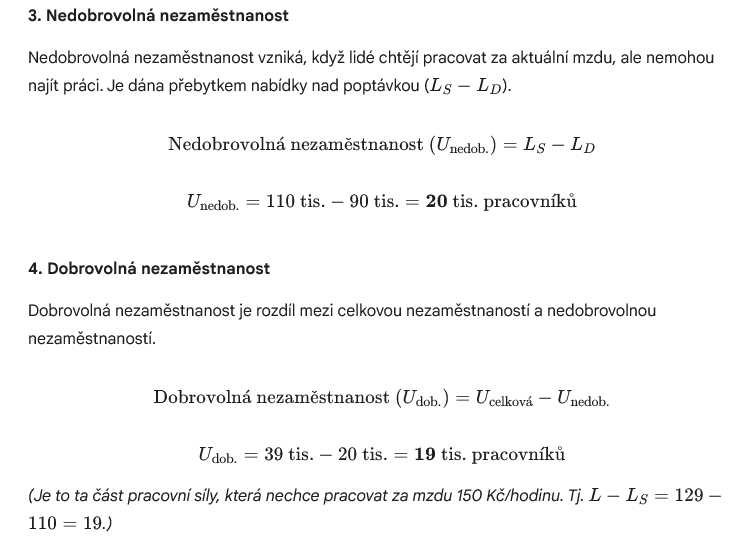 3. Nedobrovolná nezaměstnanost
Nedobrovolná nezaměstnanost vzniká, když lidé chtějí pracovat za aktuální mzdu, ale nemohou
najít práci. Je dána přebytkem nabídky nad poptávkou (L_S − L_D).
Nedobrovolná nezaměstnanost (U_nedob.) = L_S − L_D
U_nedob. = 110 tis. − 90 tis. = 20 tis. pracovníků
4. Dobrovolná nezaměstnanost
Dobrovolná nezaměstnanost je rozdíl mezi celkovou nezaměstnaností a nedobrovolnou
nezaměstnaností.
Dobrovolná nezaměstnanost (U_dob.) = U_celková − U_nedob.
U_dob. = 39 tis. − 20 tis. = 19 tis. pracovníků
(Je to ta část pracovní síly, která nechce pracovat za mzdu 150 Kč/hodinu. Tj. L − L_S = 129 −
110 = 19.)